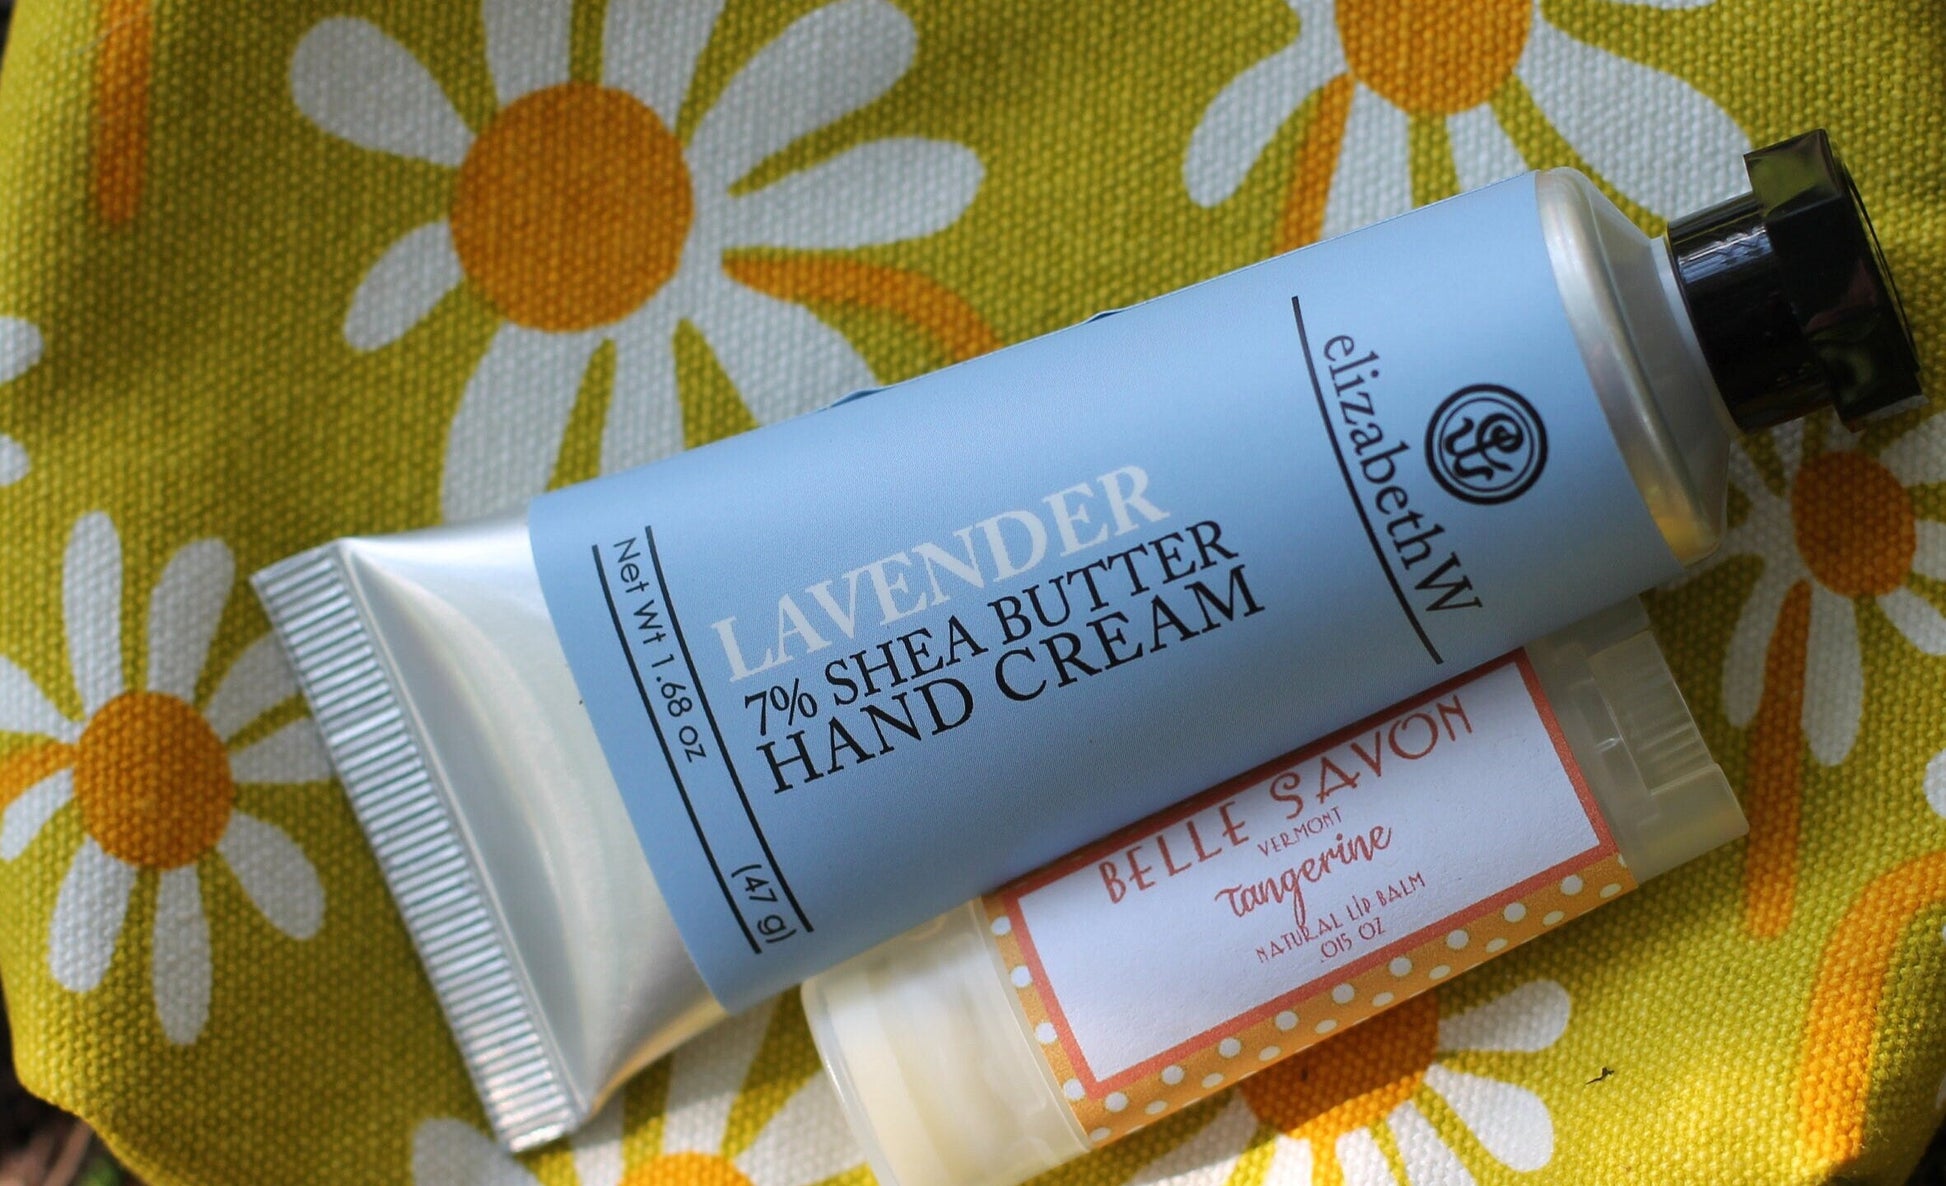 elizabethW
LAVENDER
7% SHEA BUTTER
HAND CREAM
Net Wt 1.68 oz (47 g)
BELLE SAVON
VERMONT
Tangerine
NATURAL LIP BALM
.015 OZ